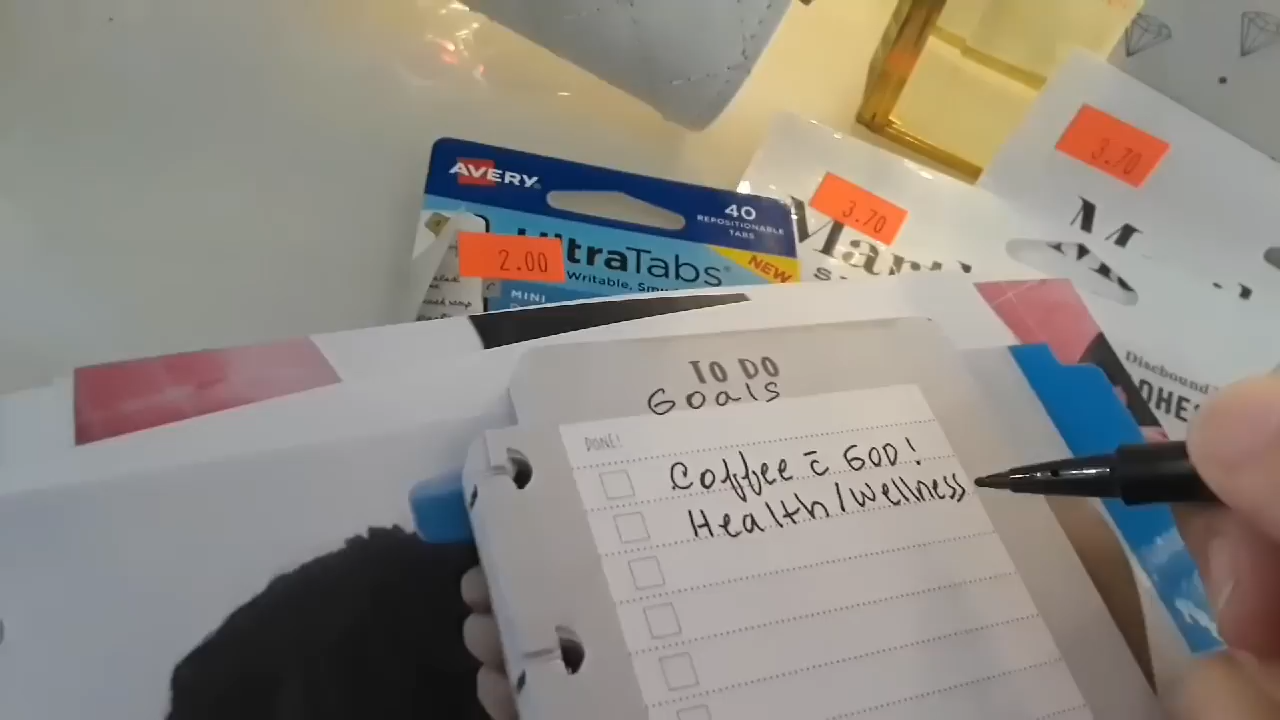 AVERY
40
REPOSITIONABLE
TABS
UltraTabs
NEW
2.00
MINI
3.70
3.70
Discbound
TO DO
Goals
DONE!
Coffee c̄ GOD!
Health/Wellness